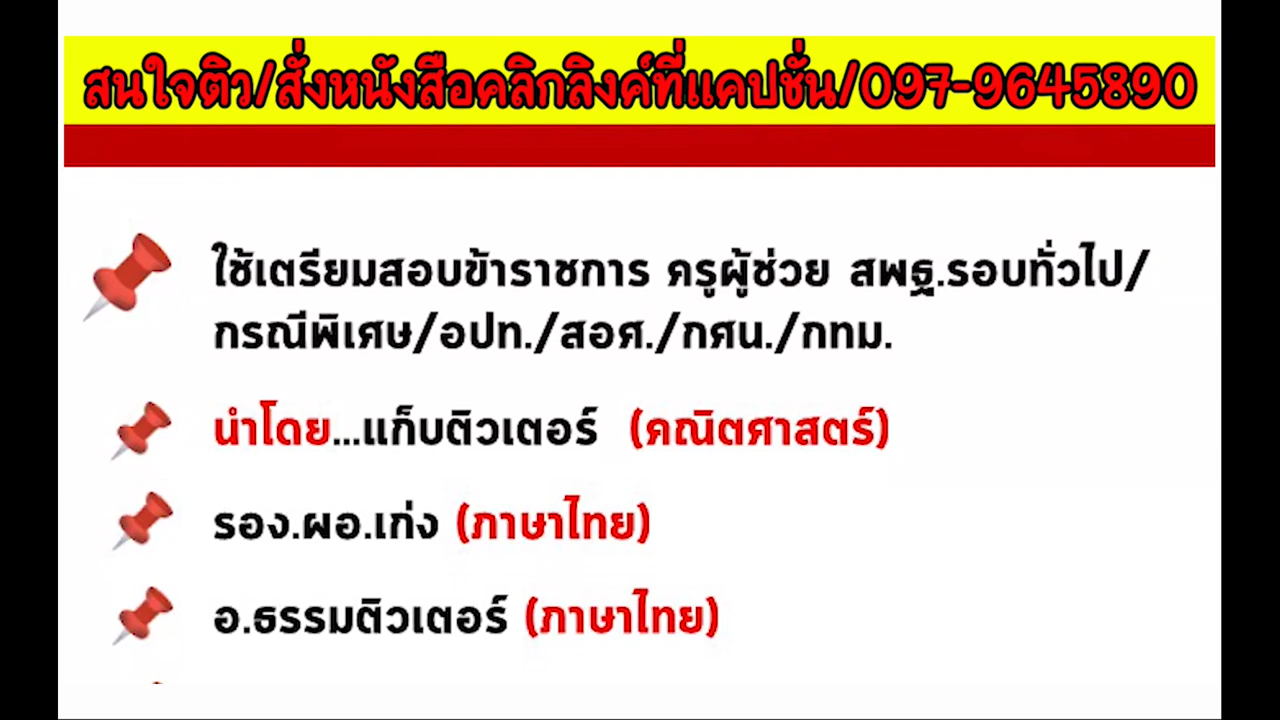 สนใจติว/สั่งหนังสือคลิกลิงค์ที่แคปชั่น/097-9645890
ใช้เตรียมสอบข้าราชการ ครูผู้ช่วย สพฐ.รอบทั่วไป/
กรณีพิเศษ/อปท./สอศ./กศน./กทม.
นำโดย...แก็บติวเตอร์ (คณิตศาสตร์)
รอง.ผอ.เก่ง (ภาษาไทย)
อ.ธรรมติวเตอร์ (ภาษาไทย)